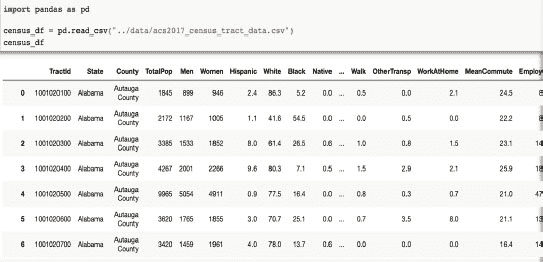 import pandas as pd
census_df = pd.read_csv("../data/acs2017_census_tract_data.csv")
census_df
TractId State County TotalPop Men Women Hispanic White Black Native ... Walk OtherTransp WorkAtHome MeanCommute Employ
0 1001020100 Alabama Autauga County 1845 899 946 2.4 86.3 5.2 0.0 ... 0.5 0.0 2.1 24.5
1 1001020200 Alabama Autauga County 2172 1167 1005 1.1 41.6 54.5 0.0 ... 0.0 0.5 0.0 22.2
2 1001020300 Alabama Autauga County 3385 1533 1852 8.0 61.4 26.5 0.6 ... 1.0 0.8 1.5 23.1 14
3 1001020400 Alabama Autauga County 4267 2001 2266 9.6 80.3 7.1 0.5 ... 1.5 2.9 2.1 25.9 18
4 1001020500 Alabama Autauga County 9965 5054 4911 0.9 77.5 16.4 0.0 ... 0.8 0.3 0.7 21.0 47
5 1001020600 Alabama Autauga County 3620 1765 1855 3.0 70.7 25.1 0.0 ... 0.7 3.5 8.0 21.1 13
6 1001020700 Alabama Autauga County 3420 1459 1961 4.0 78.0 13.7 0.6 ... 0.0 0.0 0.0 16.4 14